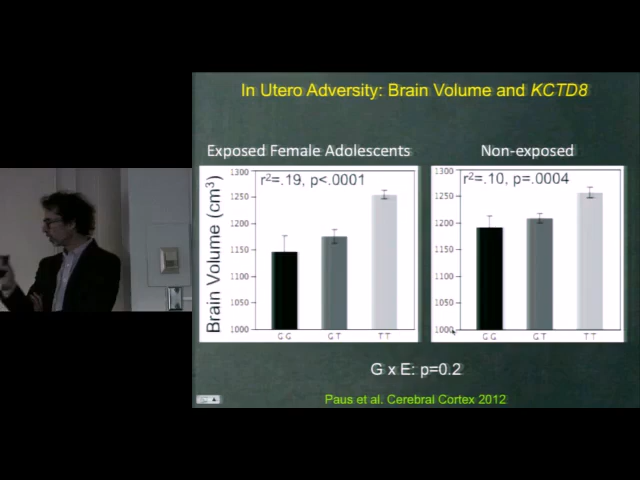 In Utero Adversity: Brain Volume and KCTD8
Exposed Female Adolescents
Non-exposed
Brain Volume (cm³)
1300
1250
1200
1150
1100
1050
1000
r²=.19, p<.0001
GG
GT
TT
1300
1250
1200
1150
1100
1050
1000
r²=.10, p=.0004
GG
GT
TT
G x E: p=0.2
Paus et al. Cerebral Cortex 2012